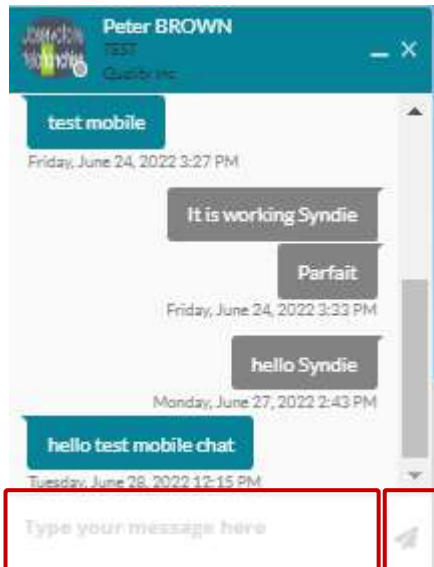 Peter BROWN
TEST
Quality Inc
test mobile
Friday, June 24, 2022 3:27 PM
It is working Syndie
Parfait
Friday, June 24, 2022 3:33 PM
hello Syndie
Monday, June 27, 2022 2:43 PM
hello test mobile chat
Tuesday, June 28, 2022 12:15 PM
Type your message here